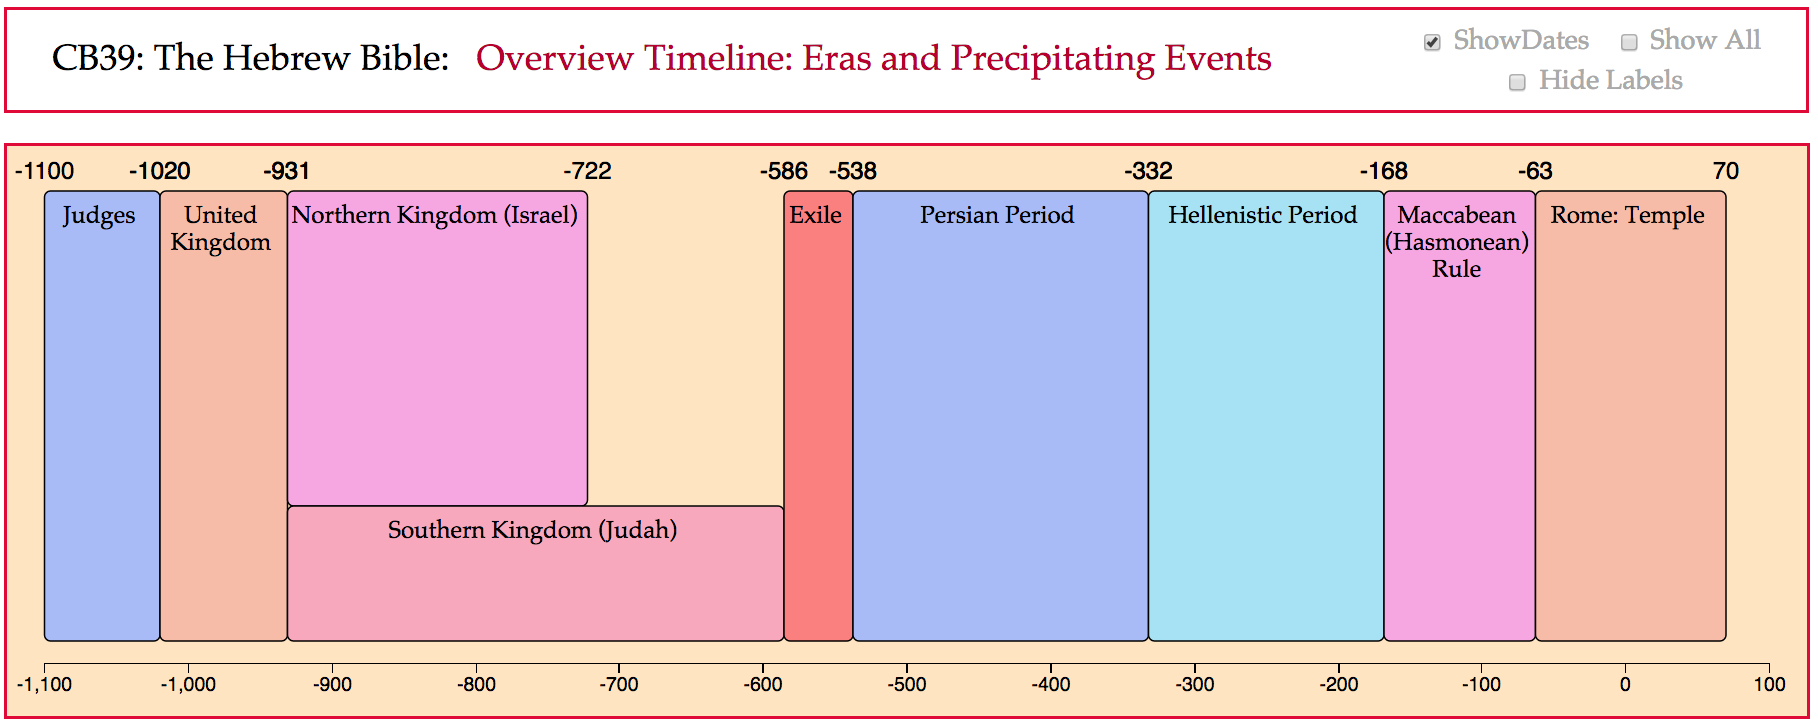 CB39: The Hebrew Bible: Overview Timeline: Eras and Precipitating Events
ShowDates Show All
Hide Labels
-1100 -1020 -931 -722 -586 -538 -332 -168 -63 70
Judges
United
Kingdom
Northern Kingdom (Israel)
Southern Kingdom (Judah)
Exile
Persian Period
Hellenistic Period
Maccabean
(Hasmonean)
Rule
Rome: Temple
-1,100 -1,000 -900 -800 -700 -600 -500 -400 -300 -200 -100 0 100